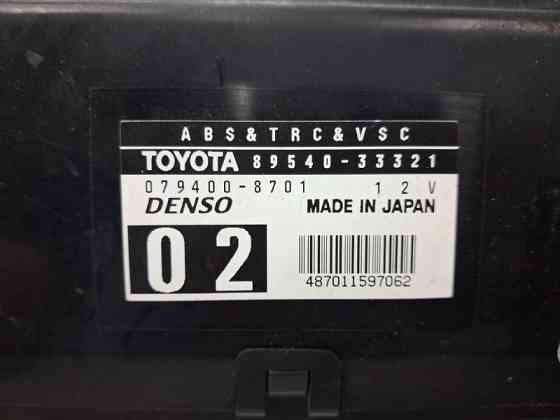 ABS&TRC&VSC
TOYOTA 89540-33321
079400-8701 12V
DENSO MADE IN JAPAN
02
487011597062